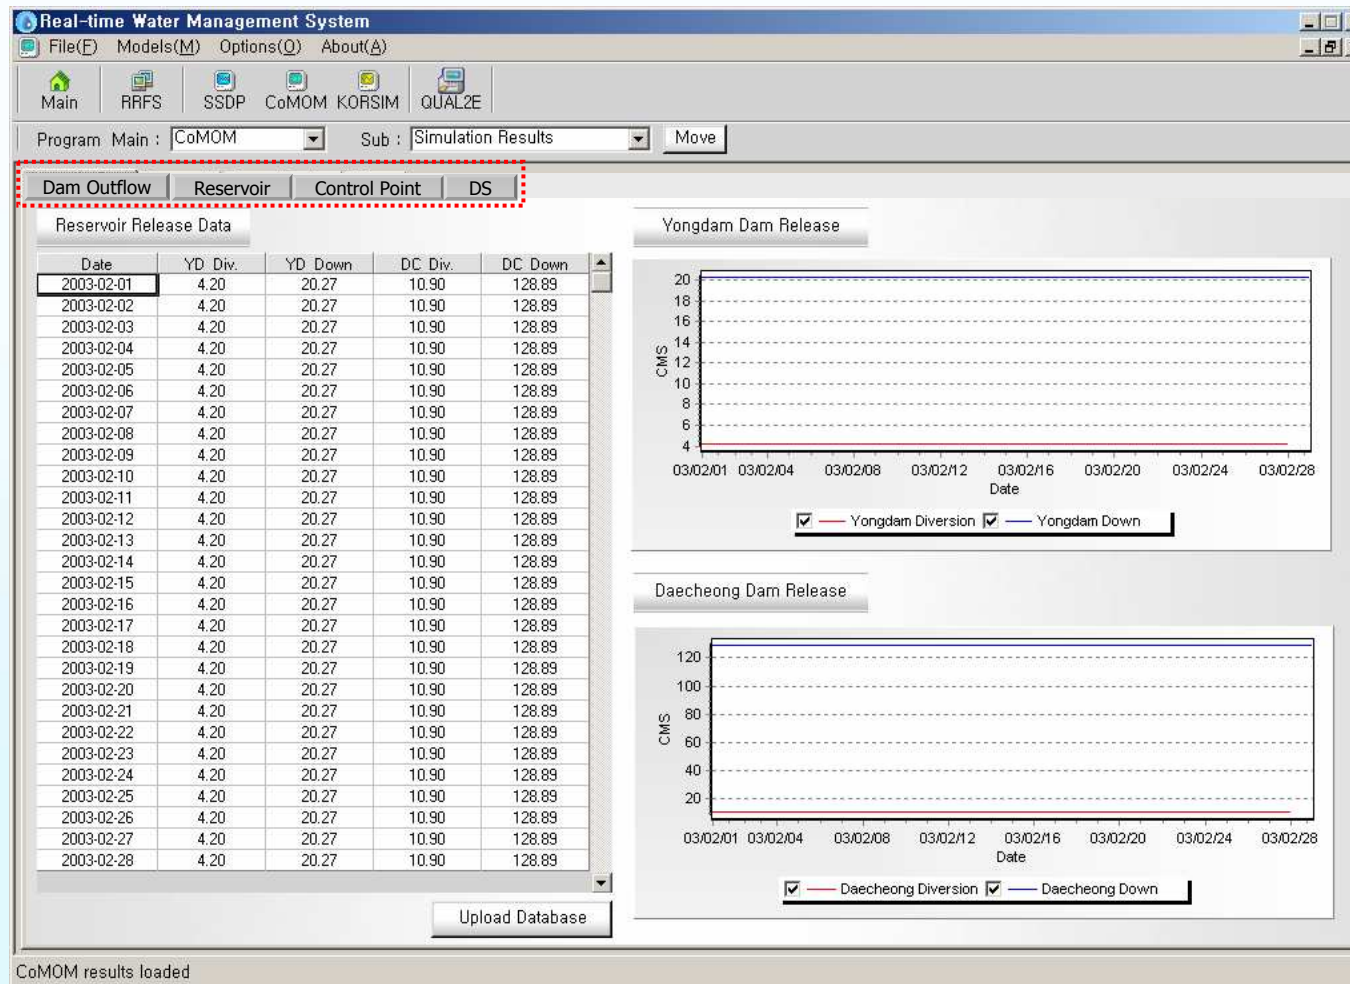 Real-time Water Management System
File(F) Models(M) Options(O) About(A)
Main RRFS SSDP CoMOM KORSIM QUAL2E
Program Main : CoMOM Sub : Simulation Results Move
Dam Outflow Reservoir Control Point DS
Reservoir Release Data
Date YD Div. YD Down DC Div. DC Down
2003-02-01 4.20 20.27 10.90 128.89
2003-02-02 4.20 20.27 10.90 128.89
2003-02-03 4.20 20.27 10.90 128.89
2003-02-04 4.20 20.27 10.90 128.89
2003-02-05 4.20 20.27 10.90 128.89
2003-02-06 4.20 20.27 10.90 128.89
2003-02-07 4.20 20.27 10.90 128.89
2003-02-08 4.20 20.27 10.90 128.89
2003-02-09 4.20 20.27 10.90 128.89
2003-02-10 4.20 20.27 10.90 128.89
2003-02-11 4.20 20.27 10.90 128.89
2003-02-12 4.20 20.27 10.90 128.89
2003-02-13 4.20 20.27 10.90 128.89
2003-02-14 4.20 20.27 10.90 128.89
2003-02-15 4.20 20.27 10.90 128.89
2003-02-16 4.20 20.27 10.90 128.89
2003-02-17 4.20 20.27 10.90 128.89
2003-02-18 4.20 20.27 10.90 128.89
2003-02-19 4.20 20.27 10.90 128.89
2003-02-20 4.20 20.27 10.90 128.89
2003-02-21 4.20 20.27 10.90 128.89
2003-02-22 4.20 20.27 10.90 128.89
2003-02-23 4.20 20.27 10.90 128.89
2003-02-24 4.20 20.27 10.90 128.89
2003-02-25 4.20 20.27 10.90 128.89
2003-02-26 4.20 20.27 10.90 128.89
2003-02-27 4.20 20.27 10.90 128.89
2003-02-28 4.20 20.27 10.90 128.89
Upload Database
Yongdam Dam Release
20
18
16
14
12
10
8
6
4
CMS
03/02/01 03/02/04 03/02/08 03/02/12 03/02/16 03/02/20 03/02/24 03/02/28
Date
Yongdam Diversion Yongdam Down
Daecheong Dam Release
120
100
80
60
40
20
CMS
03/02/01 03/02/04 03/02/08 03/02/12 03/02/16 03/02/20 03/02/24 03/02/28
Date
Daecheong Diversion Daecheong Down
CoMOM results loaded